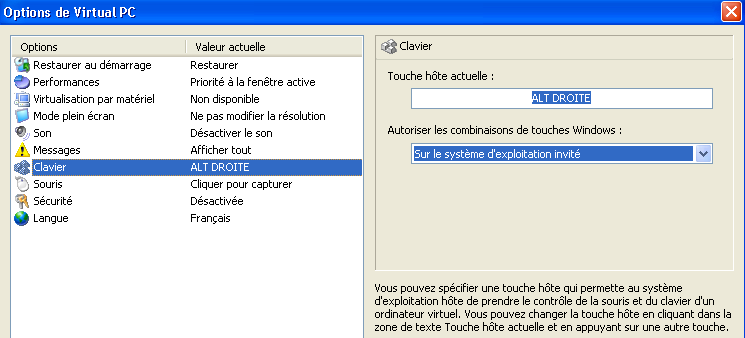 Options de Virtual PC
Options Valeur actuelle
Restaurer au démarrage Restaurer
Performances Priorité à la fenêtre active
Virtualisation par matériel Non disponible
Mode plein écran Ne pas modifier la résolution
Son Désactiver le son
Messages Afficher tout
Clavier ALT DROITE
Souris Cliquer pour capturer
Sécurité Désactivée
Langue Français
Clavier
Touche hôte actuelle :
ALT DROITE
Autoriser les combinaisons de touches Windows :
Sur le système d'exploitation invité
Vous pouvez spécifier une touche hôte qui permette au système
d'exploitation hôte de prendre le contrôle de la souris et du clavier d'un
ordinateur virtuel. Vous pouvez changer la touche hôte en cliquant dans la
zone de texte Touche hôte actuelle et en appuyant sur une autre touche.